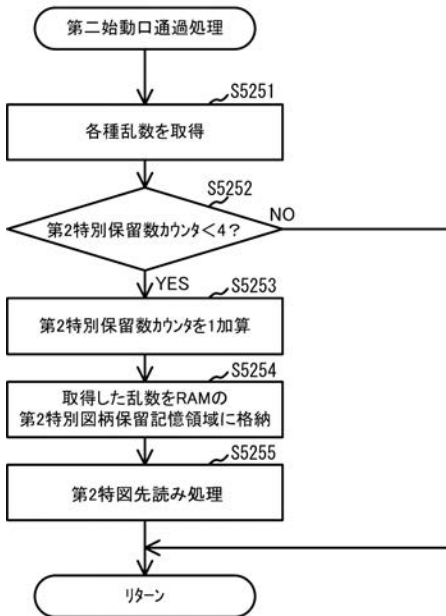 第二始動口通過処理
S5251
各種乱数を取得
S5252
第2特別保留数カウンタ<4?
NO
YES
S5253
第2特別保留数カウンタを1加算
S5254
取得した乱数をRAMの
第2特別図柄保留記憶領域に格納
S5255
第2特図先読み処理
リターン